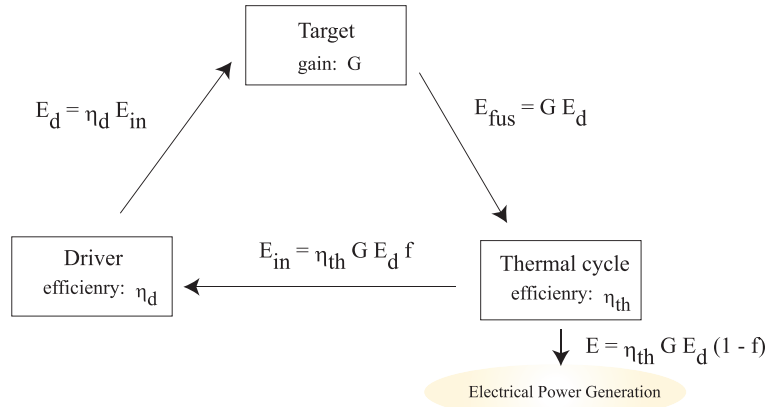 Target
gain: G
E_d = η_d E_in
E_fus = G E_d
Driver
efficienry: η_d
E_in = η_th G E_d f
Thermal cycle
efficienry: η_th
E = η_th G E_d (1 - f)
Electrical Power Generation